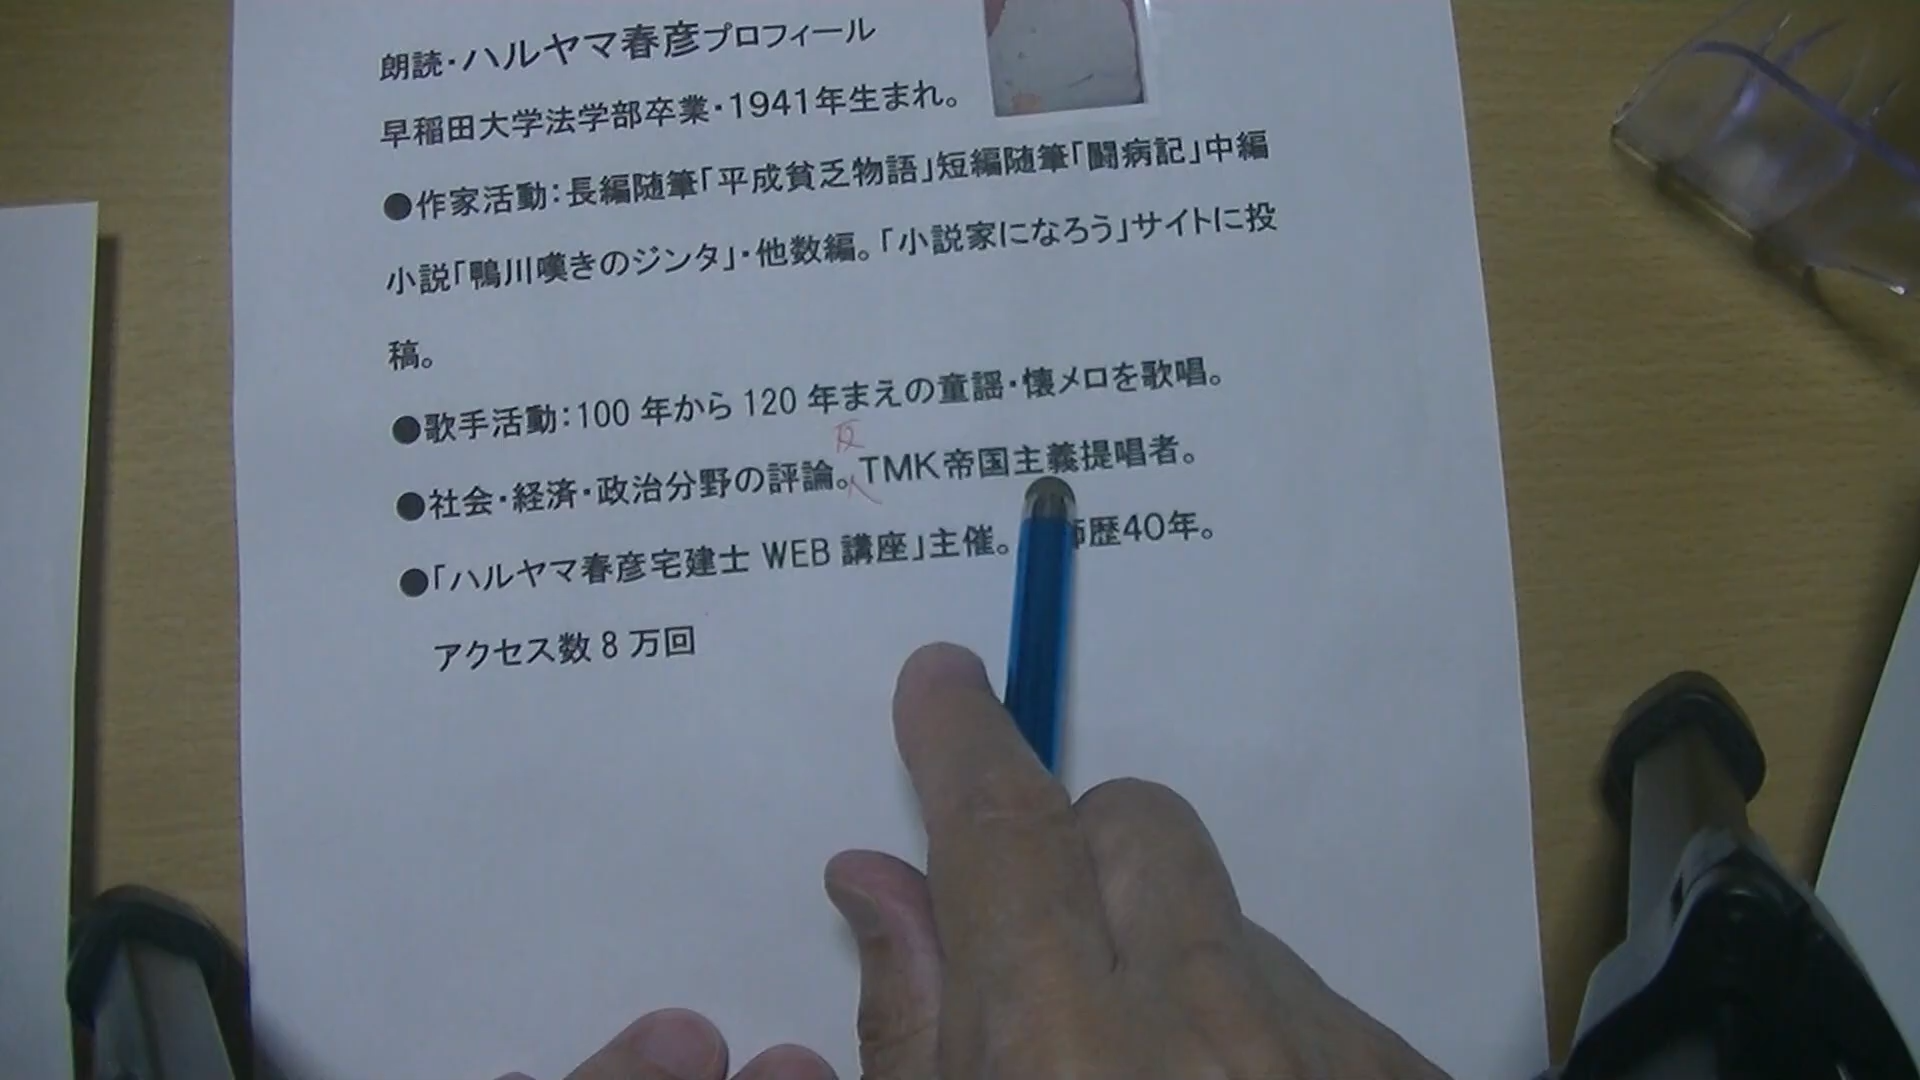 朗読・ハルヤマ春彦プロフィール
早稲田大学法学部卒業・1941年生まれ。
●作家活動：長編随筆「平成貧乏物語」短編随筆「闘病記」中編
小説「鴨川嘆きのジンタ」・他数編。「小説家になろう」サイトに投
稿。
●歌手活動：100年から120年まえの童謡・懐メロを歌唱。
反
●社会・経済・政治分野の評論。TMK帝国主義提唱者。
●「ハルヤマ春彦宅建士WEB講座」主催。師歴40年。
アクセス数8万回